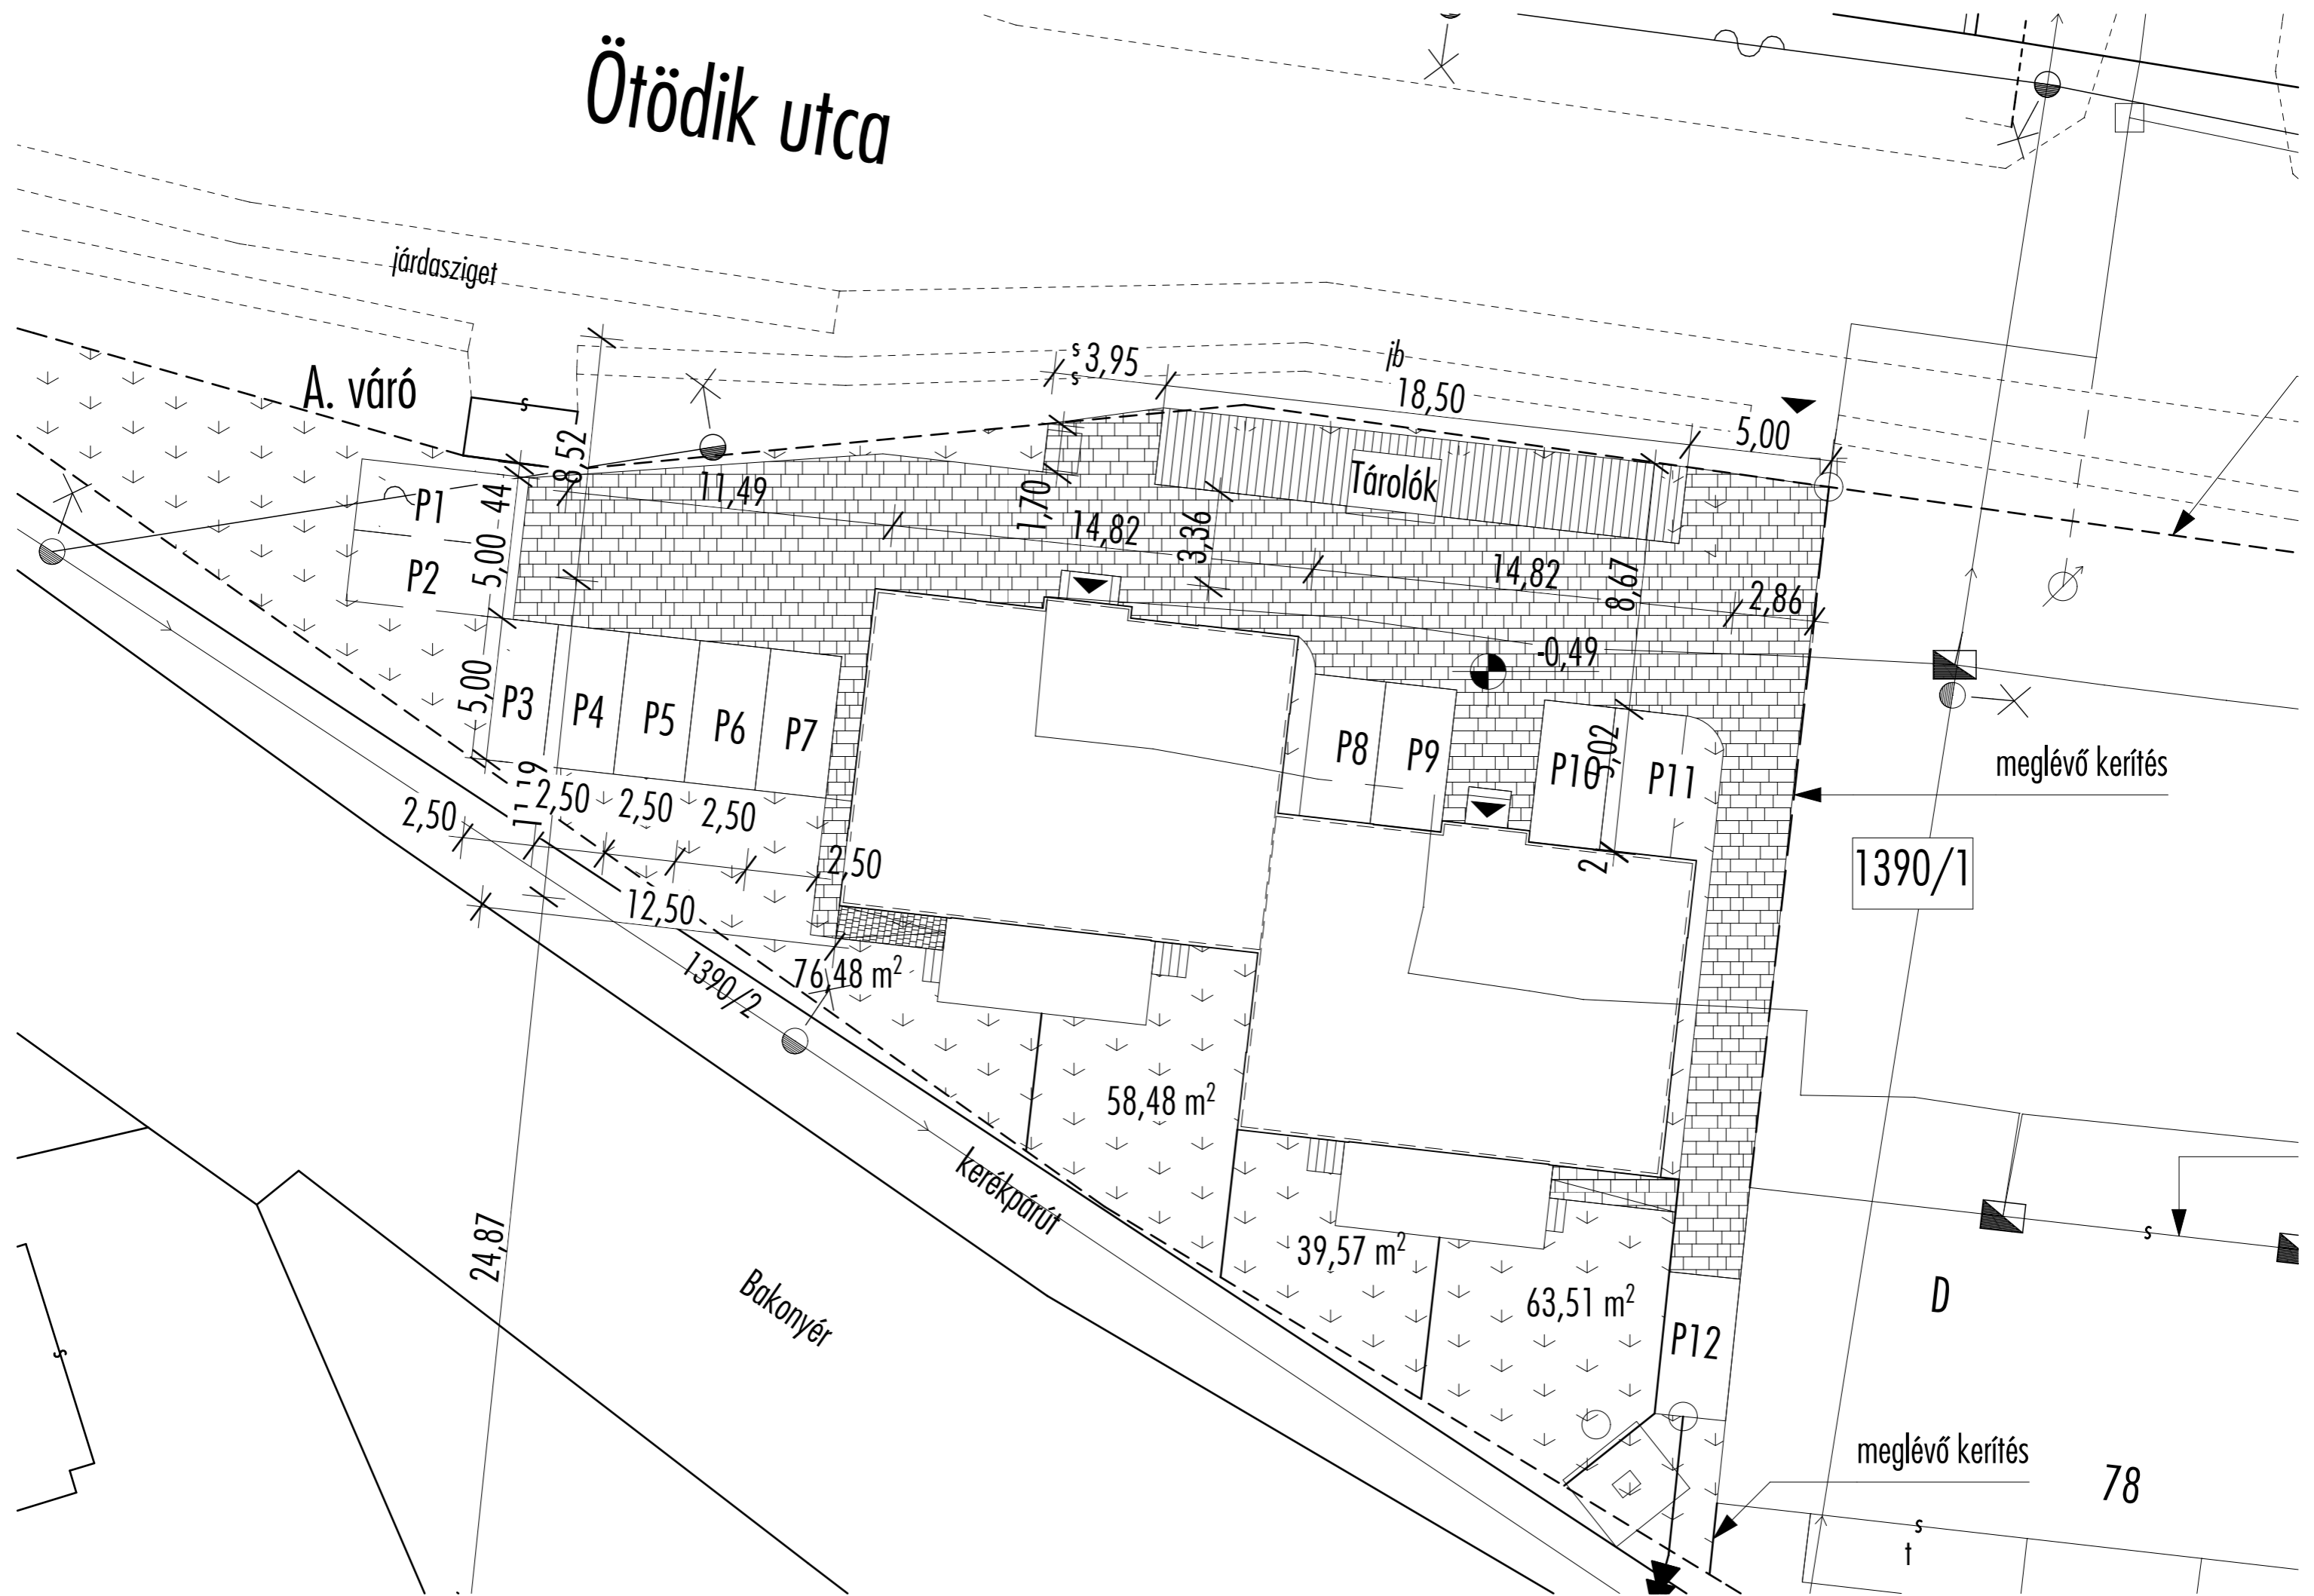 Ötödik utca
járdasziget
A. váró
s
s
s
3,95
jb
18,50
5,00
8,52
11,49
1,70
14,82
3,36
Tárolók
14,82
8,67
2,86
-0,49
P1
P2
44
5,00
5,00
P3
P4
P5
P6
P7
P8
P9
P10
P11
meglévő kerítés
1390/1
2,50
2,50
2,50
2,50
2,50
12,50
76,48 m²
1390/2
58,48 m²
kerékpárút
39,57 m²
63,51 m²
24,87
Bakonyér
s
s
D
P12
meglévő kerítés
78
s
t